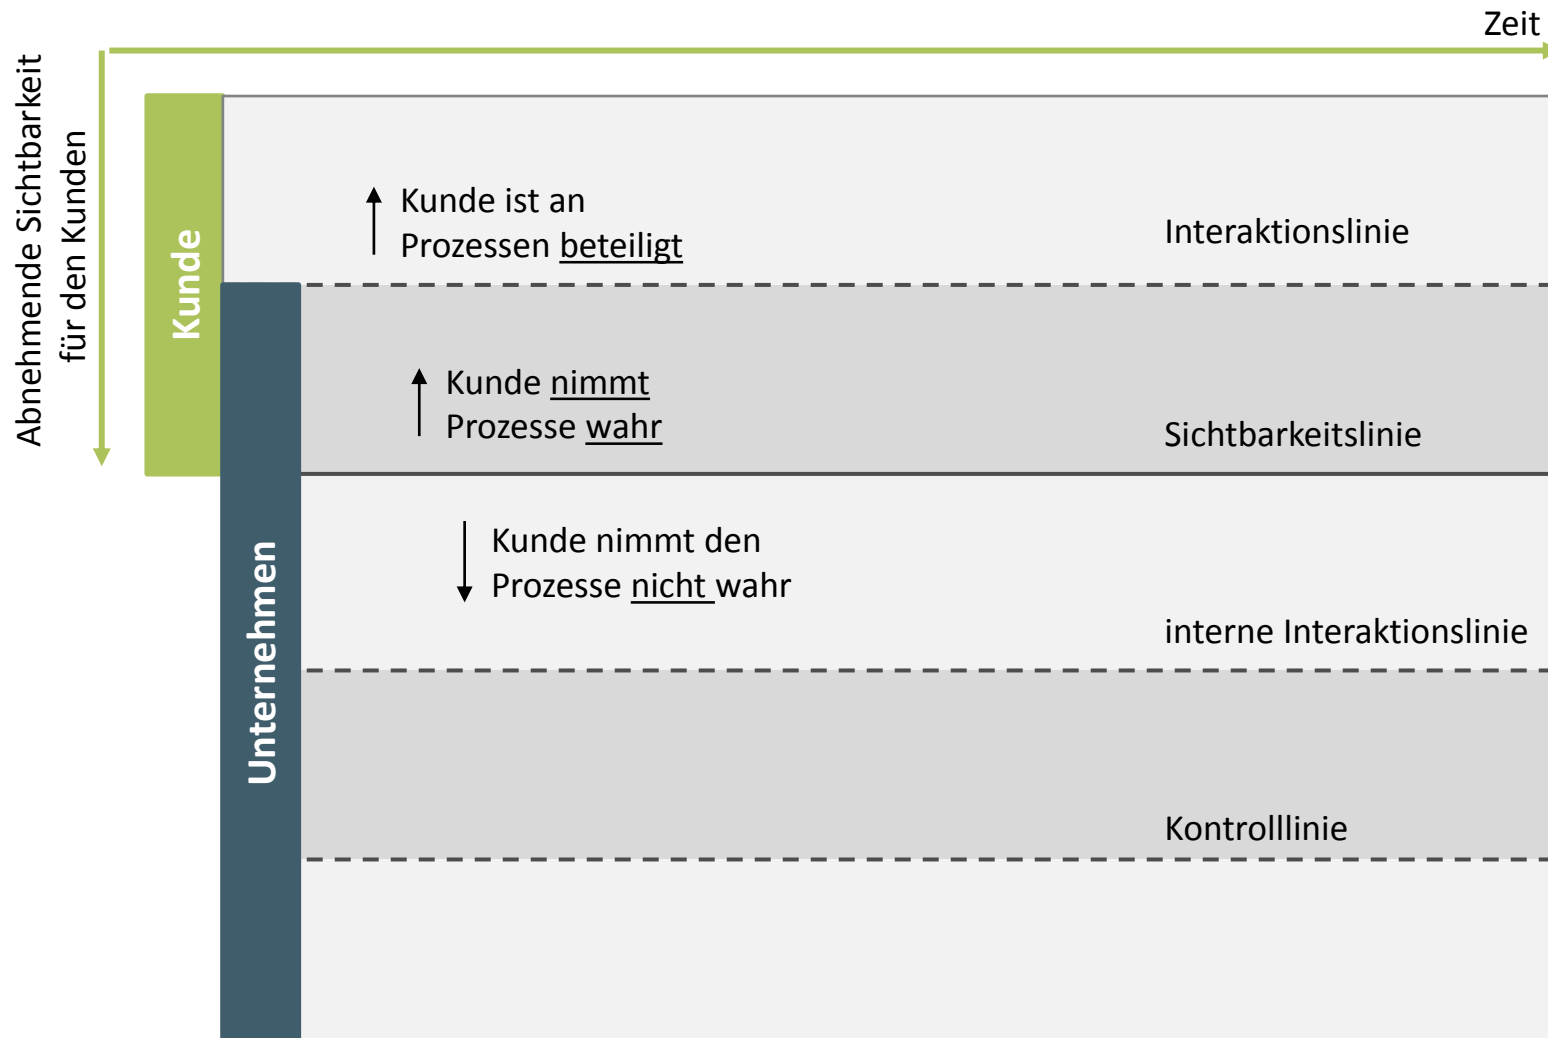 Zeit
Abnehmende Sichtbarkeit
für den Kunden
Kunde
Kunde ist an
Prozessen beteiligt
Interaktionslinie
Kunde nimmt
Prozesse wahr
Sichtbarkeitslinie
Unternehmen
Kunde nimmt den
Prozesse nicht wahr
interne Interaktionslinie
Kontrolllinie